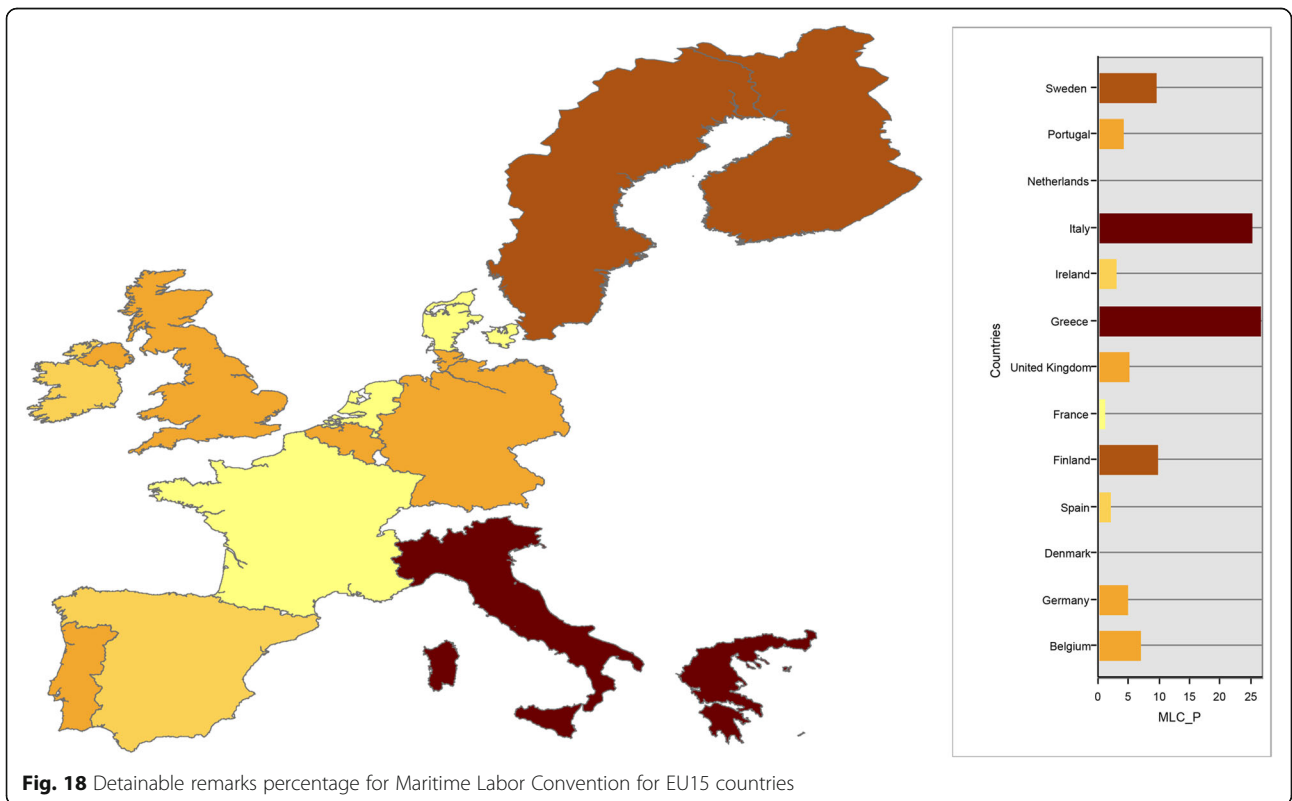 Sweden
Portugal
Netherlands
Italy
Ireland
Greece
United Kingdom
France
Finland
Spain
Denmark
Germany
Belgium
Countries
0 5 10 15 20 25
MLC_P
Fig. 18 Detainable remarks percentage for Maritime Labor Convention for EU15 countries